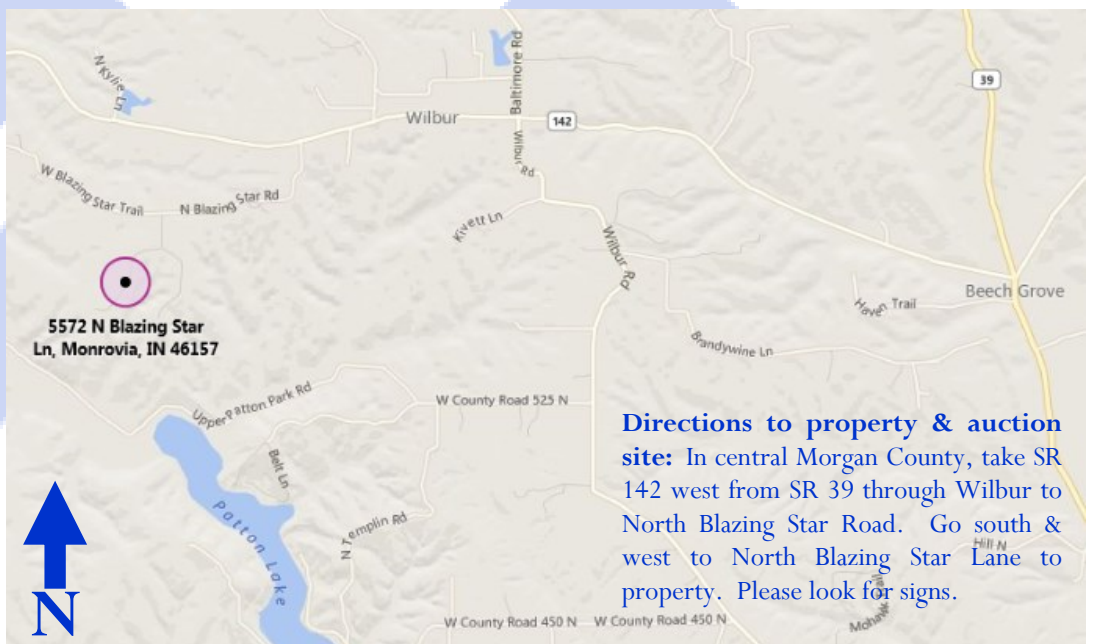 Baltimore Rd
39
N Kylie Ln
Wilbur
142
Wilbur Rd
W Blazing Star Trail
N Blazing Star Rd
Kivett Ln
Wilbur Rd
Beech Grove
Haven Trail
5572 N Blazing Star
Ln, Monrovia, IN 46157
Brandywine Ln
Upper Patton Park Rd
W County Road 525 N
Directions to property & auction
site: In central Morgan County, take SR
142 west from SR 39 through Wilbur to
North Blazing Star Road. Go south &
west to North Blazing Star Lane to
property. Please look for signs.
Belt Ln
Patton Lake
N Templin Rd
Hill N
Mohawk Trail
W County Road 450 N
W County Road 450 N
N